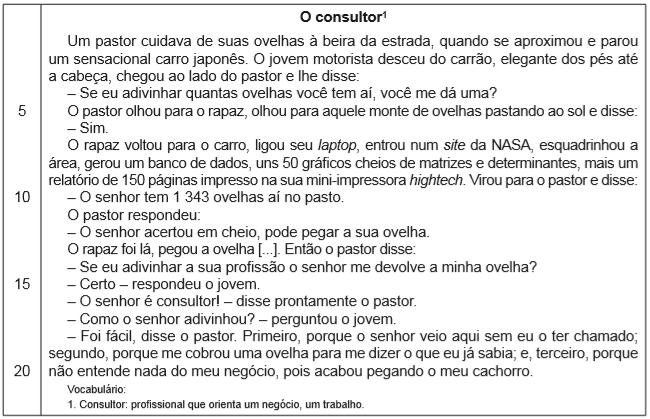 O consultor¹
Um pastor cuidava de suas ovelhas à beira da estrada, quando se aproximou e parou
um sensacional carro japonês. O jovem motorista desceu do carrão, elegante dos pés até
a cabeça, chegou ao lado do pastor e lhe disse:
– Se eu adivinhar quantas ovelhas você tem aí, você me dá uma?
5 O pastor olhou para o rapaz, olhou para aquele monte de ovelhas pastando ao sol e disse:
– Sim.
O rapaz voltou para o carro, ligou seu laptop, entrou num site da NASA, esquadrinhou a
área, gerou um banco de dados, uns 50 gráficos cheios de matrizes e determinantes, mais um
relatório de 150 páginas impresso na sua mini-impressora hightech. Virou para o pastor e disse:
10 – O senhor tem 1 343 ovelhas aí no pasto.
O pastor respondeu:
– O senhor acertou em cheio, pode pegar a sua ovelha.
O rapaz foi lá, pegou a ovelha [...]. Então o pastor disse:
– Se eu adivinhar a sua profissão o senhor me devolve a minha ovelha?
15 – Certo – respondeu o jovem.
– O senhor é consultor! – disse prontamente o pastor.
– Como o senhor adivinhou? – perguntou o jovem.
– Foi fácil, disse o pastor. Primeiro, porque o senhor veio aqui sem eu o ter chamado;
segundo, porque me cobrou uma ovelha para me dizer o que eu já sabia; e, terceiro, porque
20 não entende nada do meu negócio, pois acabou pegando o meu cachorro.
Vocabulário:
1. Consultor: profissional que orienta um negócio, um trabalho.